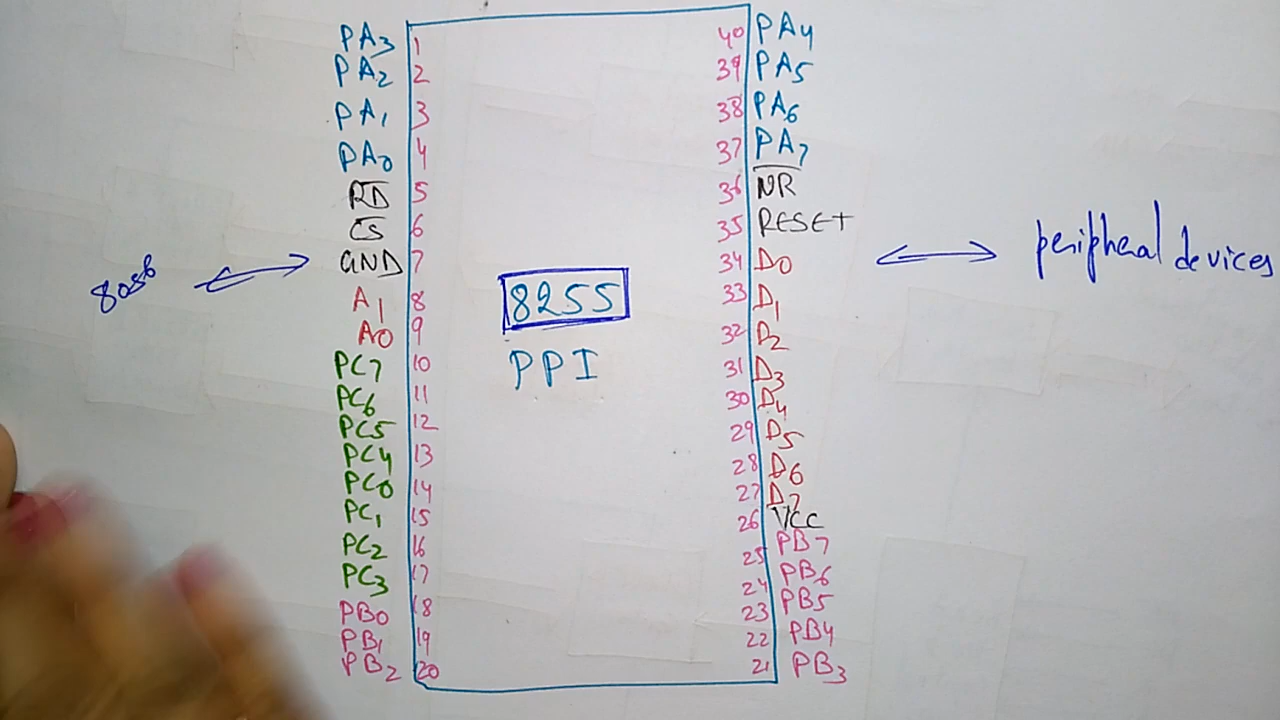 PA3 1 40 PA4
PA2 2 39 PA5
PA1 3 38 PA6
PA0 4 37 PA7
R̅D̅ 5 36 W̅R̅
C̅S̅ 6 35 RESET
GND 7 34 D0
8086 peripheral devices
A1 8 33 D1
8255
A0 9 32 D2
PPI
PC7 10 31 D3
PC6 11 30 D4
PC5 12 29 D5
PC4 13 28 D6
PC0 14 27 D7
PC1 15 26 VCC
PC2 16 25 PB7
PC3 17 24 PB6
PB0 18 23 PB5
PB1 19 22 PB4
PB2 20 21 PB3